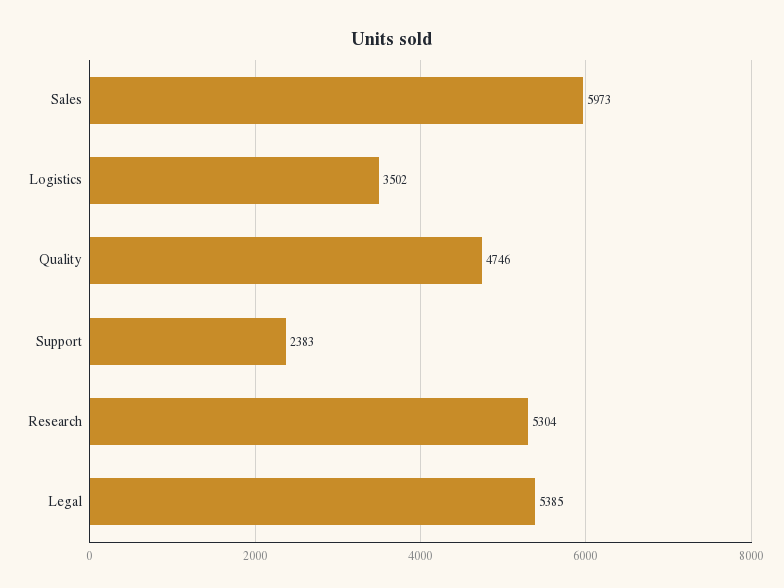 Units sold
Sales 5973
Logistics 3502
Quality 4746
Support 2383
Research 5304
Legal 5385
0 2000 4000 6000 8000